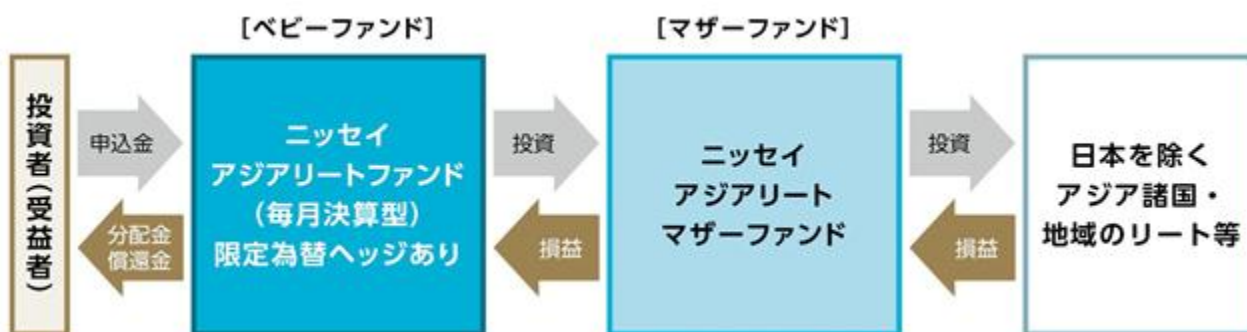 [ベビーファンド]
[マザーファンド]
投資者(受益者)
申込金
分配金
償還金
ニッセイ
アジアリートファンド
(毎月決算型)
限定為替ヘッジあり
投資
損益
ニッセイ
アジアリート
マザーファンド
投資
損益
日本を除く
アジア諸国・
地域のリート等